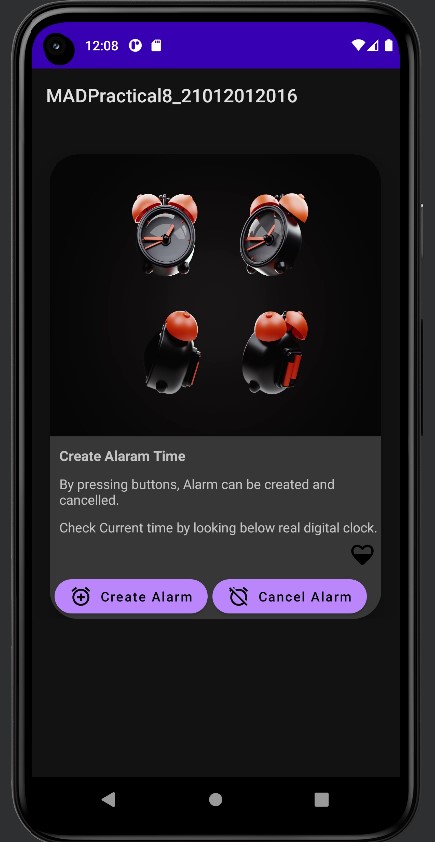 12:08
MADPractical8_21012012016
Create Alaram Time
By pressing buttons, Alarm can be created and
cancelled.
Check Current time by looking below real digital clock.
Create Alarm
Cancel Alarm